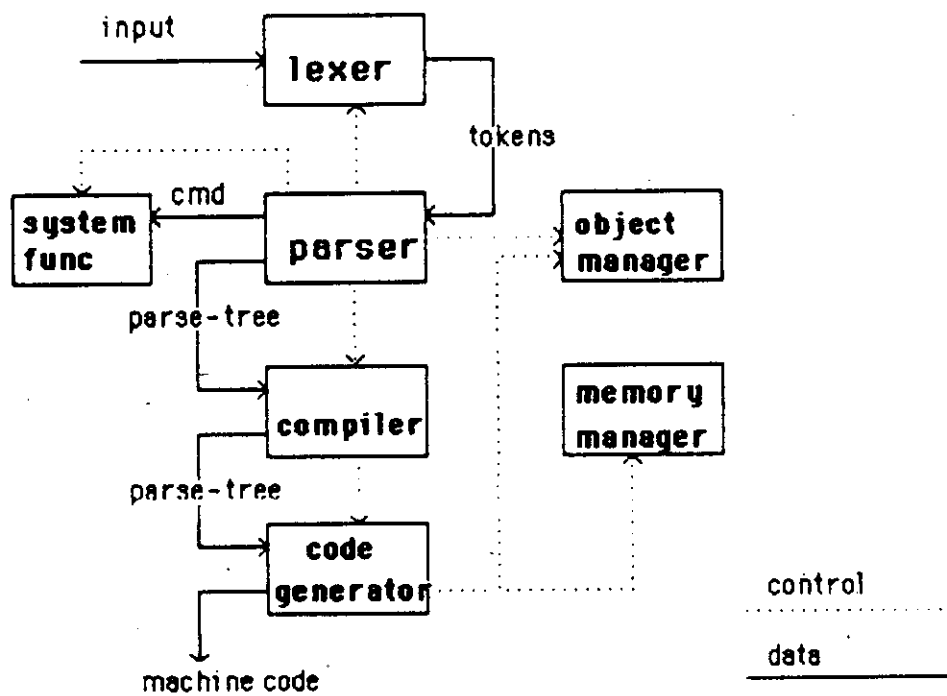 input
lexer
tokens
cmd
system
func
parser
object
manager
parse-tree
compiler
memory
manager
parse-tree
code
generator
control
data
machine code